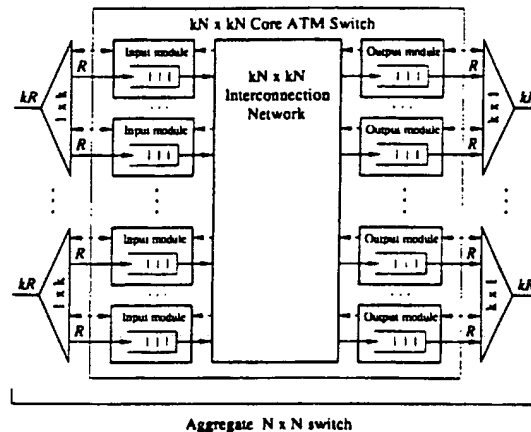 kN x kN Core ATM Switch
Input module
Output module
R
R
kN x kN
Interconnection
Network
kR
1 x k
k x 1
kR
Input module
Output module
R
R
Input module
Output module
R
R
kR
1 x k
k x 1
kR
Input module
Output module
R
R
Aggregate N x N switch